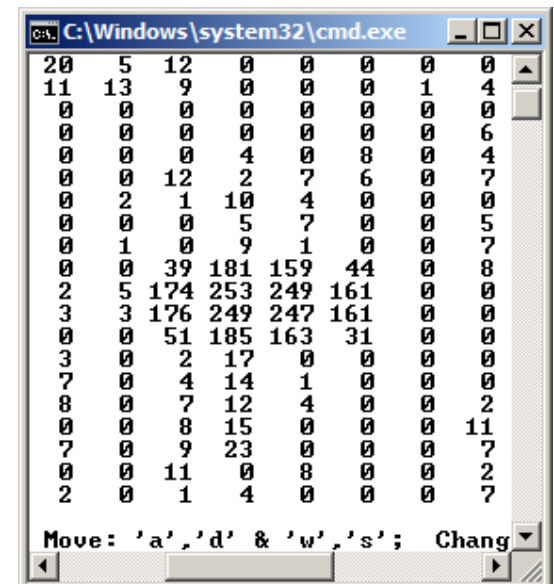 C:\Windows\system32\cmd.exe
20 5 12 0 0 0 0 0
11 13 9 0 0 0 1 4
0 0 0 0 0 0 0 0
0 0 0 0 0 0 0 6
0 0 0 4 0 8 0 4
0 0 12 2 7 6 0 7
0 2 1 10 4 0 0 0
0 0 0 5 7 0 0 5
0 1 0 9 1 0 0 7
0 0 39 181 159 44 0 8
2 5 174 253 249 161 0 0
3 3 176 249 247 161 0 0
0 0 51 185 163 31 0 0
3 0 2 17 0 0 0 0
7 0 4 14 1 0 0 0
8 0 7 12 4 0 0 2
0 0 8 15 0 0 0 11
7 0 9 23 0 0 0 7
0 0 11 0 8 0 0 2
2 0 1 4 0 0 0 7
Move: 'a','d' & 'w','s'; Chang